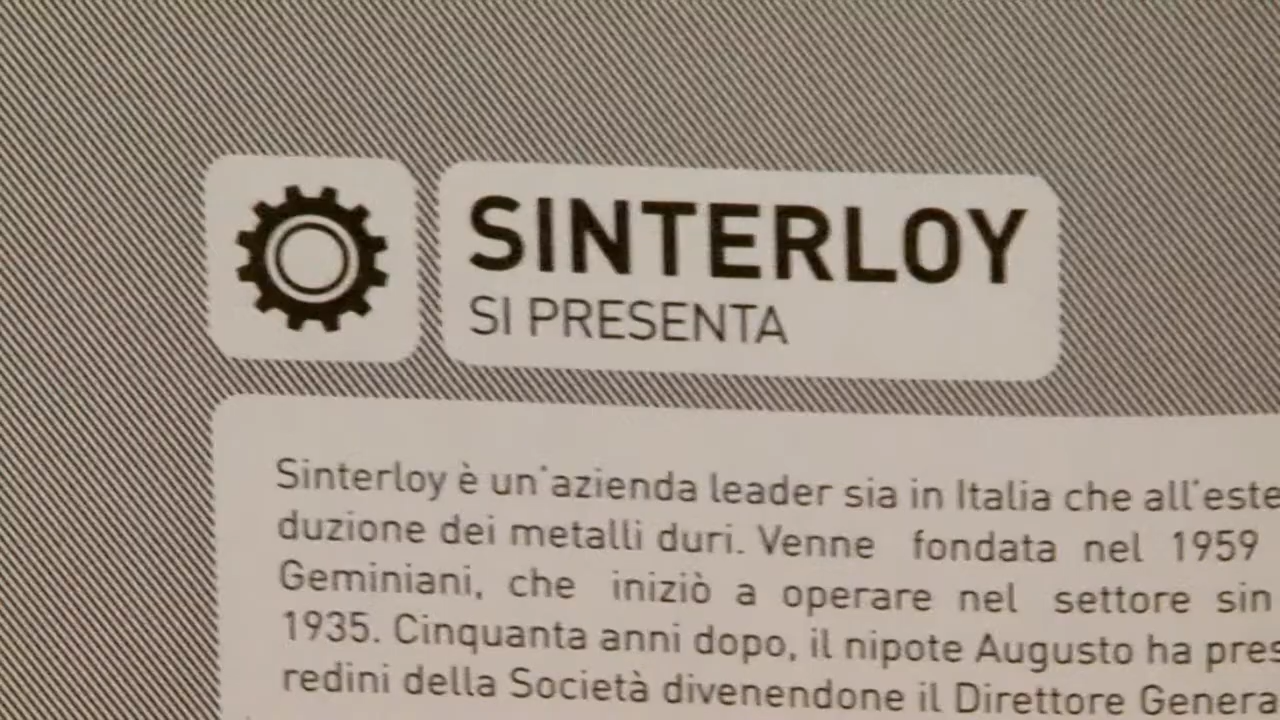 SINTERLOY
SI PRESENTA
Sinterloy è un'azienda leader sia in Italia che all'este
duzione dei metalli duri. Venne fondata nel 1959
Geminiani, che iniziò a operare nel settore sin
1935. Cinquanta anni dopo, il nipote Augusto ha pres
redini della Società divenendone il Direttore Genera